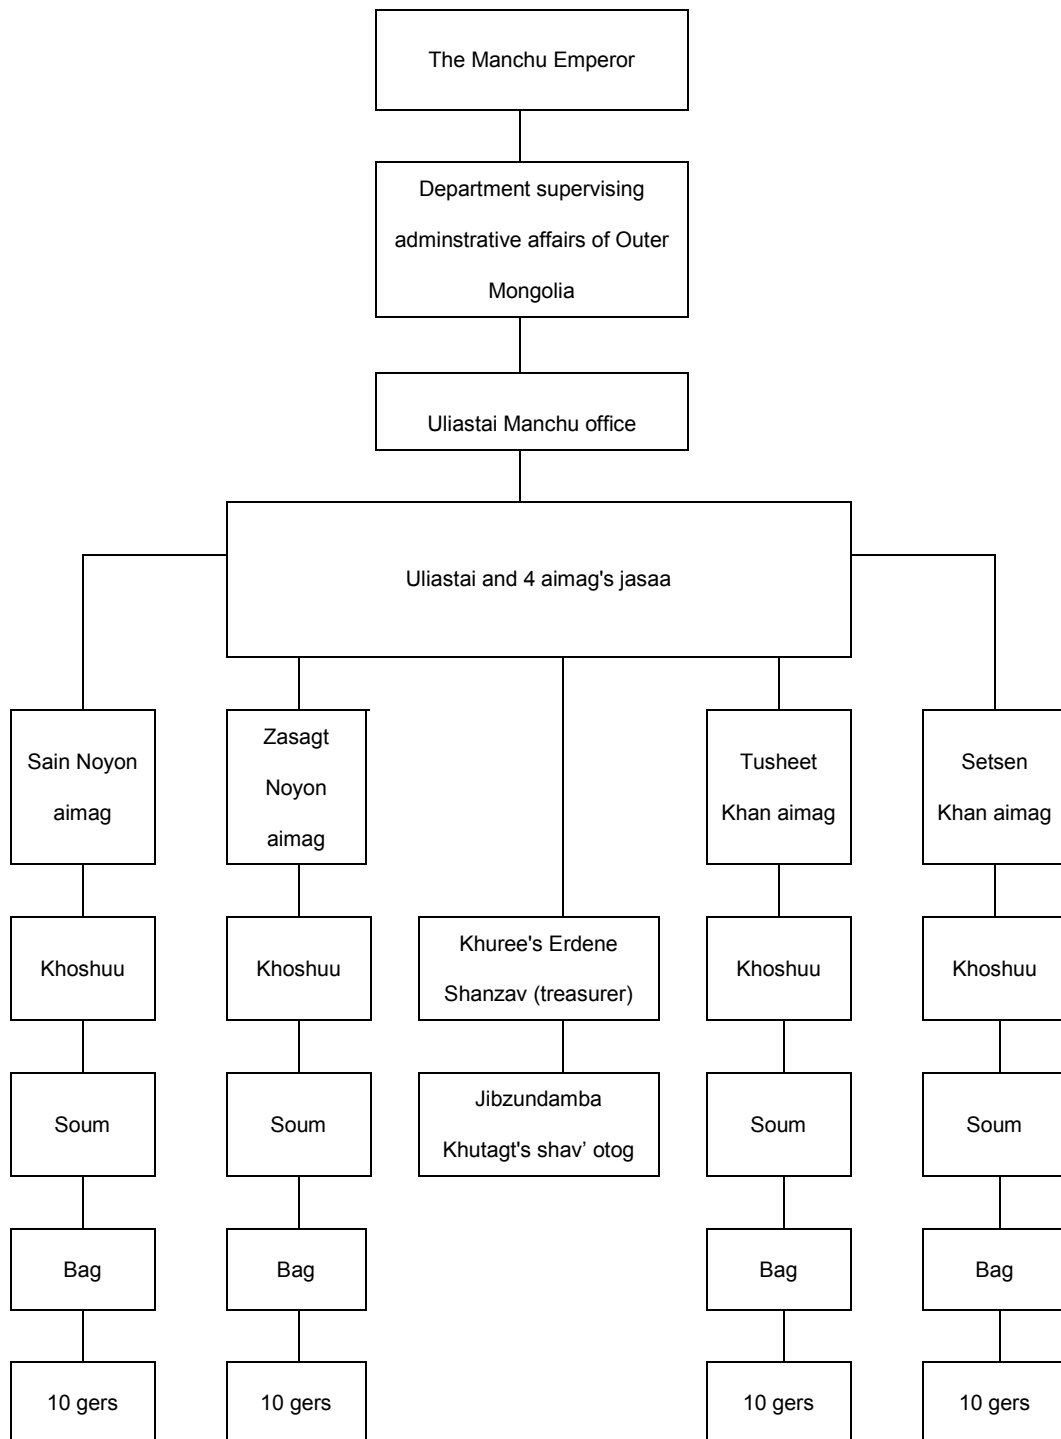 The Manchu Emperor
Department supervising
adminstrative affairs of Outer
Mongolia
Uliastai Manchu office
Uliastai and 4 aimag's jasaa
Sain Noyon
aimag
Zasagt
Noyon
aimag
Tusheet
Khan aimag
Setsen
Khan aimag
Khoshuu
Khoshuu
Khuree's Erdene
Shanzav (treasurer)
Khoshuu
Khoshuu
Soum
Soum
Jibzundamba
Khutagt's shav’ otog
Soum
Soum
Bag
Bag
Bag
Bag
10 gers
10 gers
10 gers
10 gers